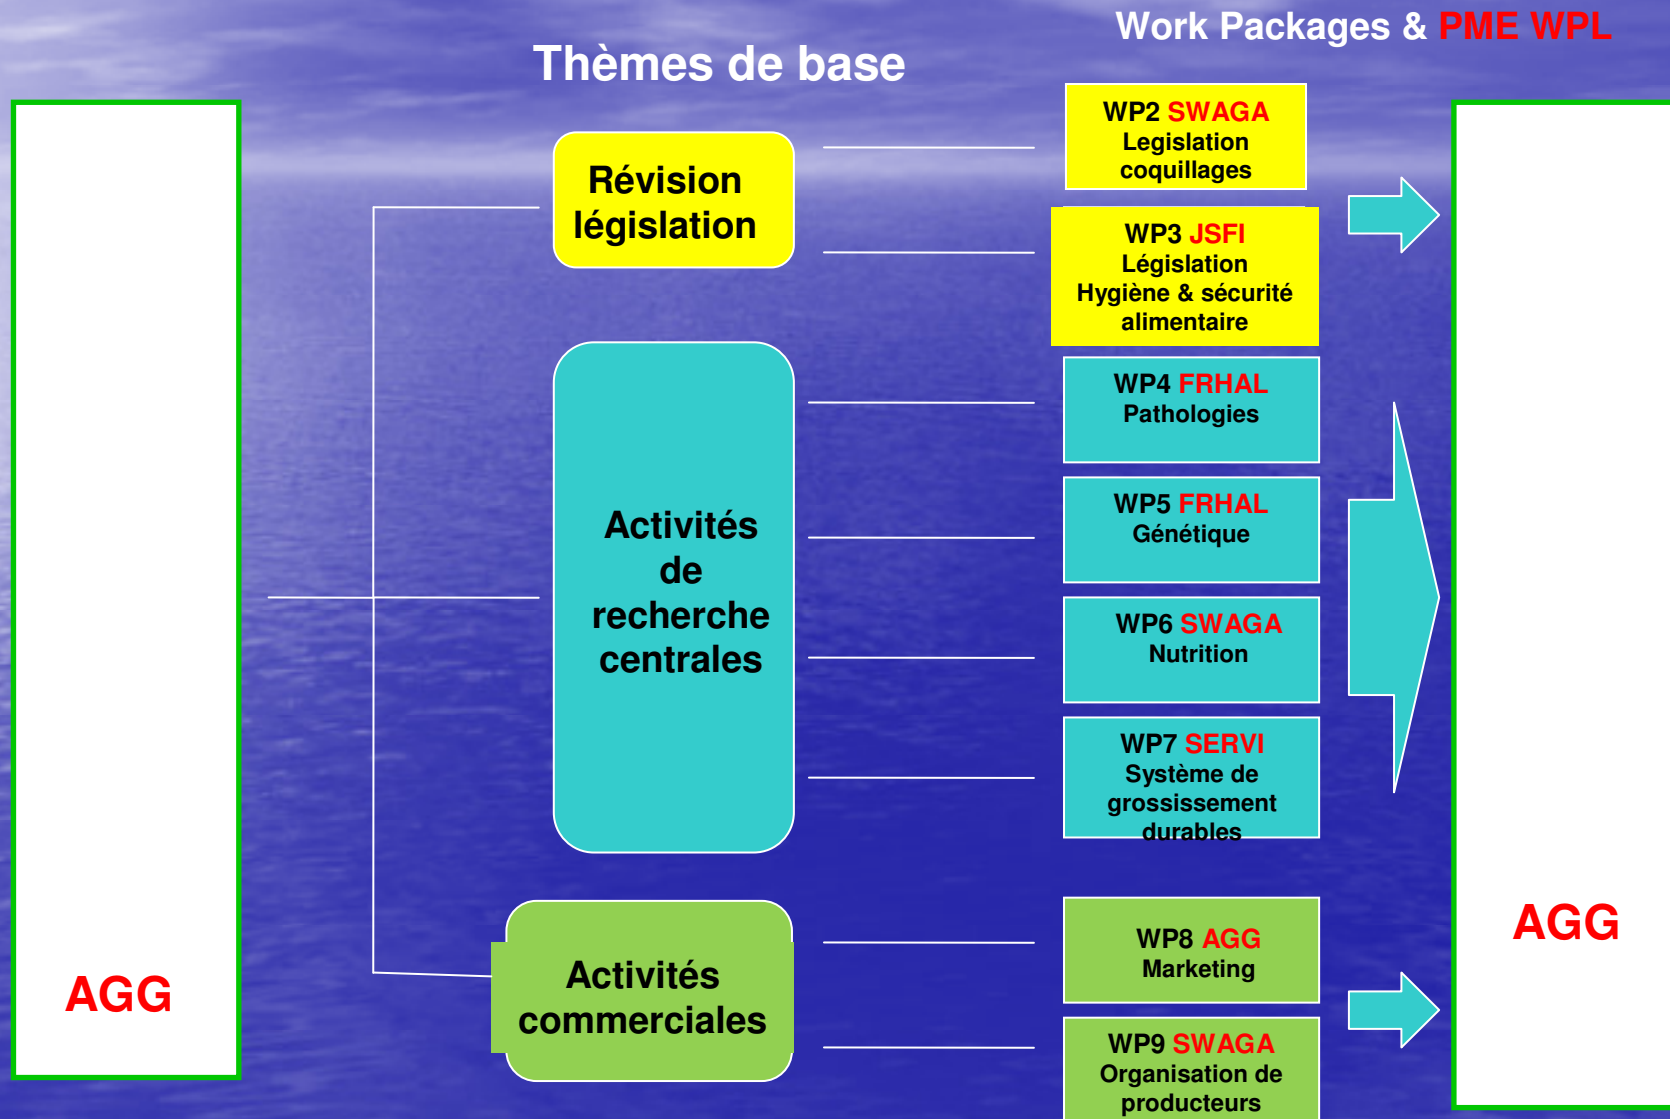 Work Packages & PME WPL
Thèmes de base
AGG
Révision
législation
WP2 SWAGA
Legislation
coquillages
WP3 JSFI
Législation
Hygiène & sécurité
alimentaire
Activités
de
recherche
centrales
WP4 FRHAL
Pathologies
WP5 FRHAL
Génétique
WP6 SWAGA
Nutrition
WP7 SERVI
Système de
grossissement
durables
Activités
commerciales
WP8 AGG
Marketing
WP9 SWAGA
Organisation de
producteurs
AGG